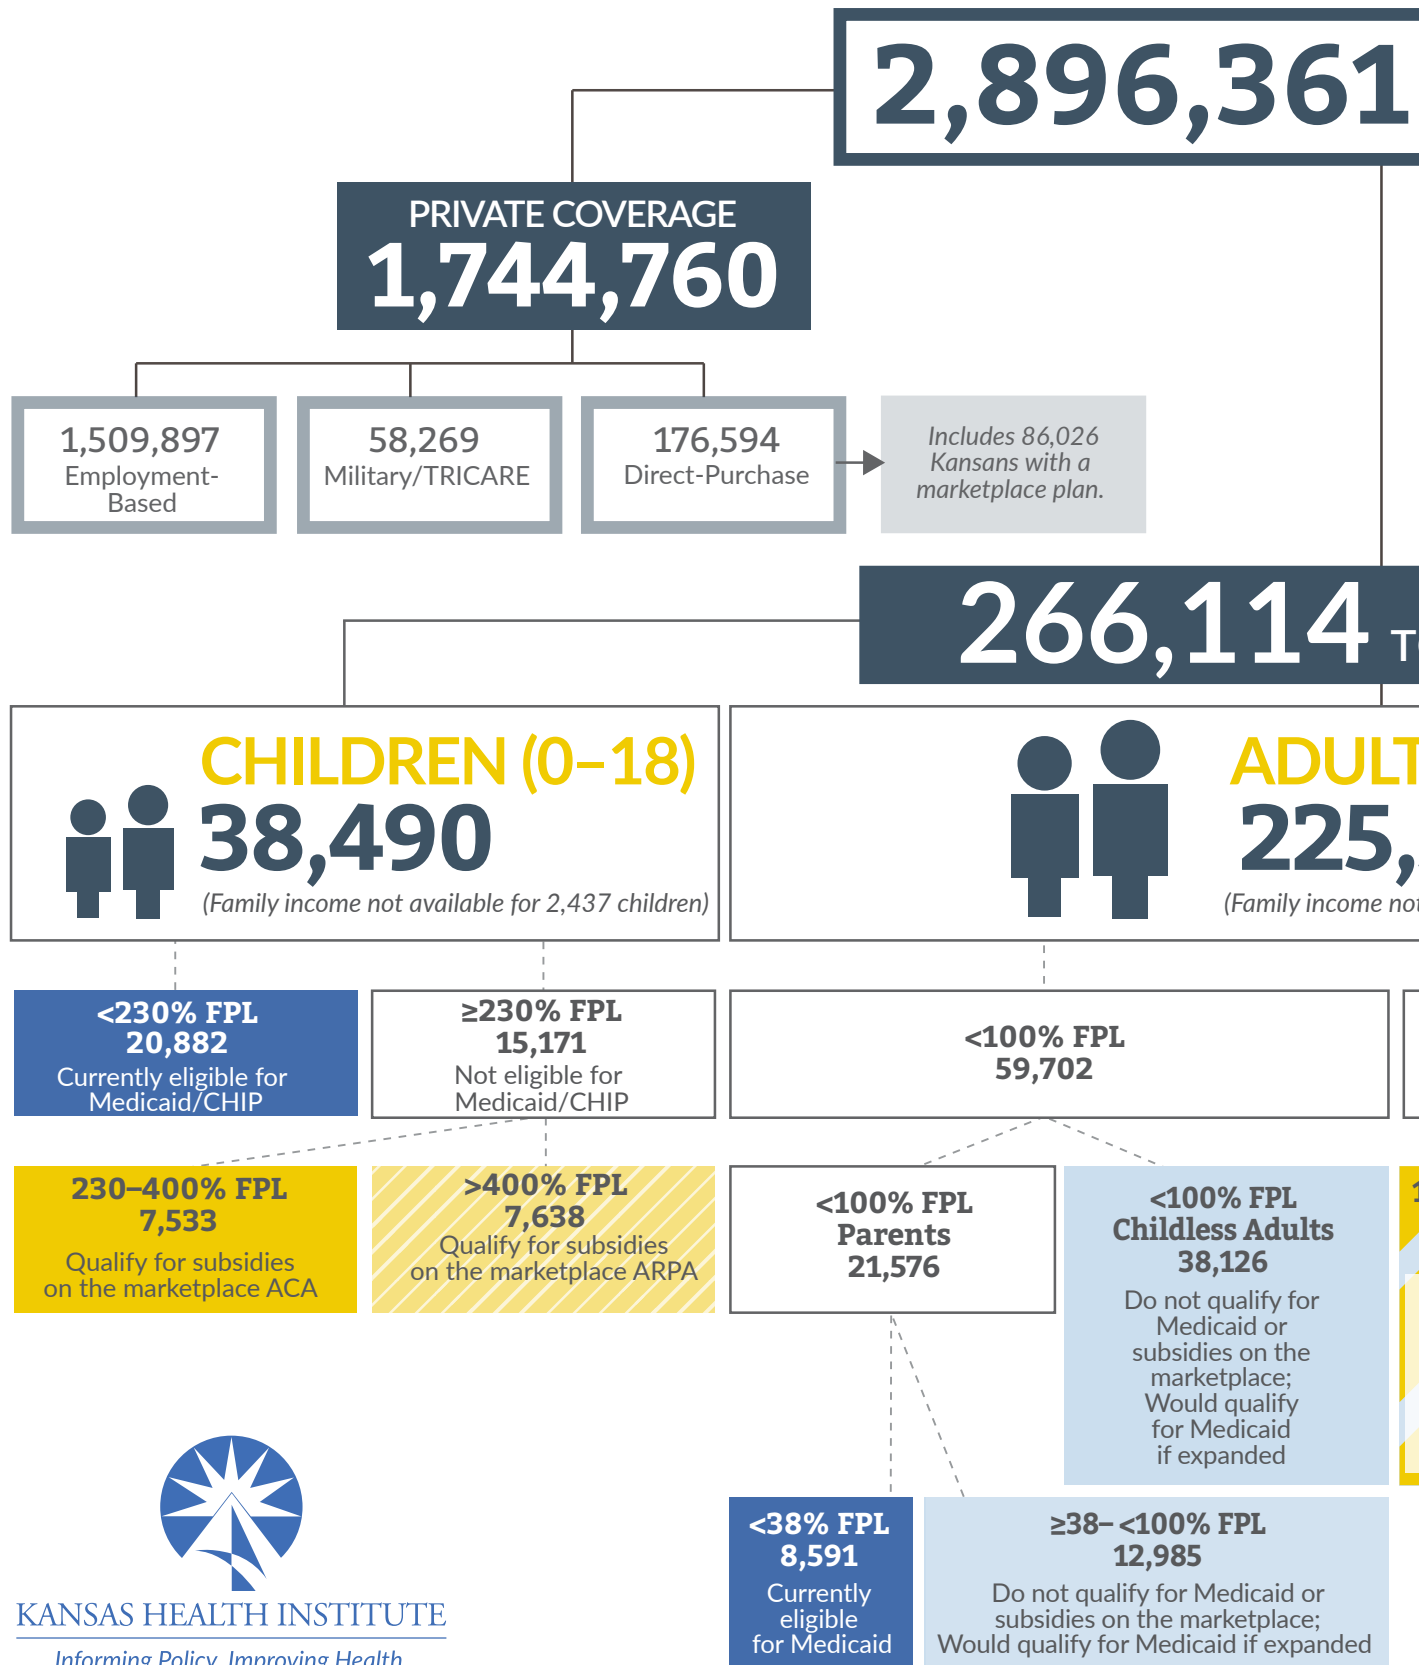 2,896,361
PRIVATE COVERAGE
1,744,760
1,509,897
Employment-
Based
58,269
Military/TRICARE
176,594
Direct-Purchase
Includes 86,026
Kansans with a
marketplace plan.
266,114
CHILDREN (0–18)
38,490
(Family income not available for 2,437 children)
ADULT
225,
(Family income not
<230% FPL
20,882
Currently eligible for
Medicaid/CHIP
≥230% FPL
15,171
Not eligible for
Medicaid/CHIP
<100% FPL
59,702
230–400% FPL
7,533
Qualify for subsidies
on the marketplace ACA
>400% FPL
7,638
Qualify for subsidies
on the marketplace ARPA
<100% FPL
Parents
21,576
<100% FPL
Childless Adults
38,126
Do not qualify for
Medicaid or
subsidies on the
marketplace;
Would qualify
for Medicaid
if expanded
<38% FPL
8,591
Currently
eligible
for Medicaid
≥38– <100% FPL
12,985
Do not qualify for Medicaid or
subsidies on the marketplace;
Would qualify for Medicaid if expanded
KANSAS HEALTH INSTITUTE
Informing Policy. Improving Health.